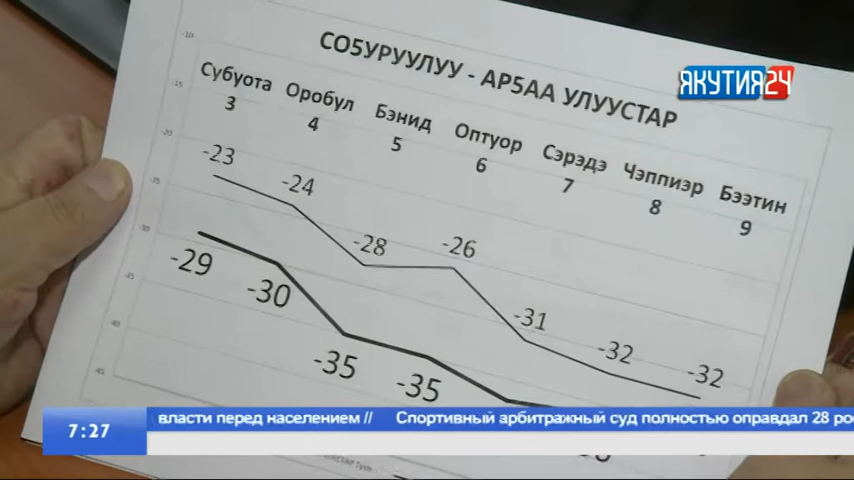 ЯКУТИЯ24
СО5УРУУЛУУ - АР5АА УЛУУСТАР
Субуота Оробул Бэнид Оптуор Сэрэдэ Чэппиэр Бээтин
3 4 5 6 7 8 9
-23 -24 -28 -26 -31 -32 -32
-29 -30 -35 -35
7:27 власти перед населением // Спортивный арбитражный суд полностью оправдал 28